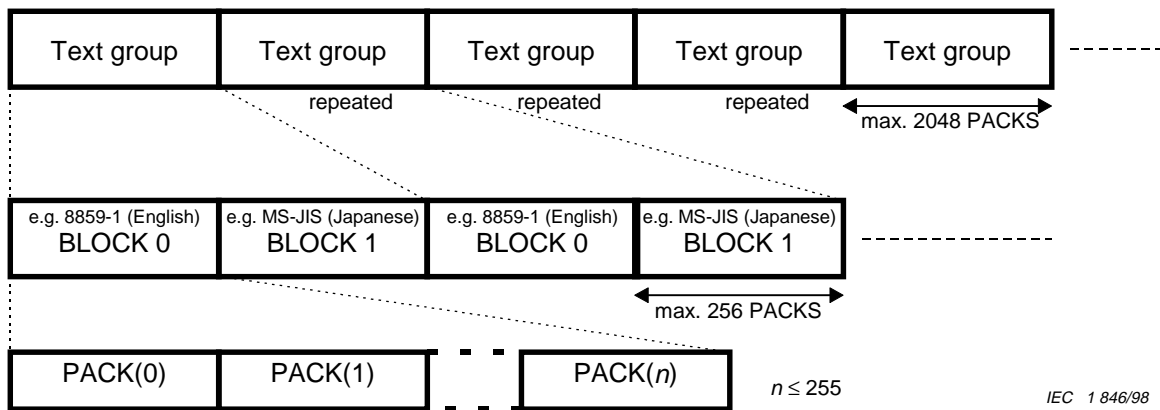 Text group Text group Text group Text group Text group
repeated repeated repeated
max. 2048 PACKS
e.g. 8859-1 (English) e.g. MS-JIS (Japanese) e.g. 8859-1 (English) e.g. MS-JIS (Japanese)
BLOCK 0 BLOCK 1 BLOCK 0 BLOCK 1
max. 256 PACKS
PACK(0) PACK(1) PACK(n)
n ≤ 255
IEC 1 846/98